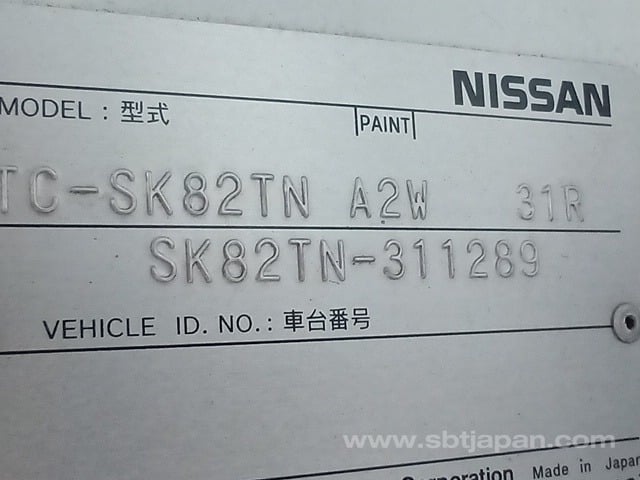 NISSAN
MODEL : 型式
PAINT
TC-SK82TN A2W 31R
SK82TN-311289
VEHICLE ID. NO. : 車台番号
www.sbtjapan.com
Corporation Made in Japan